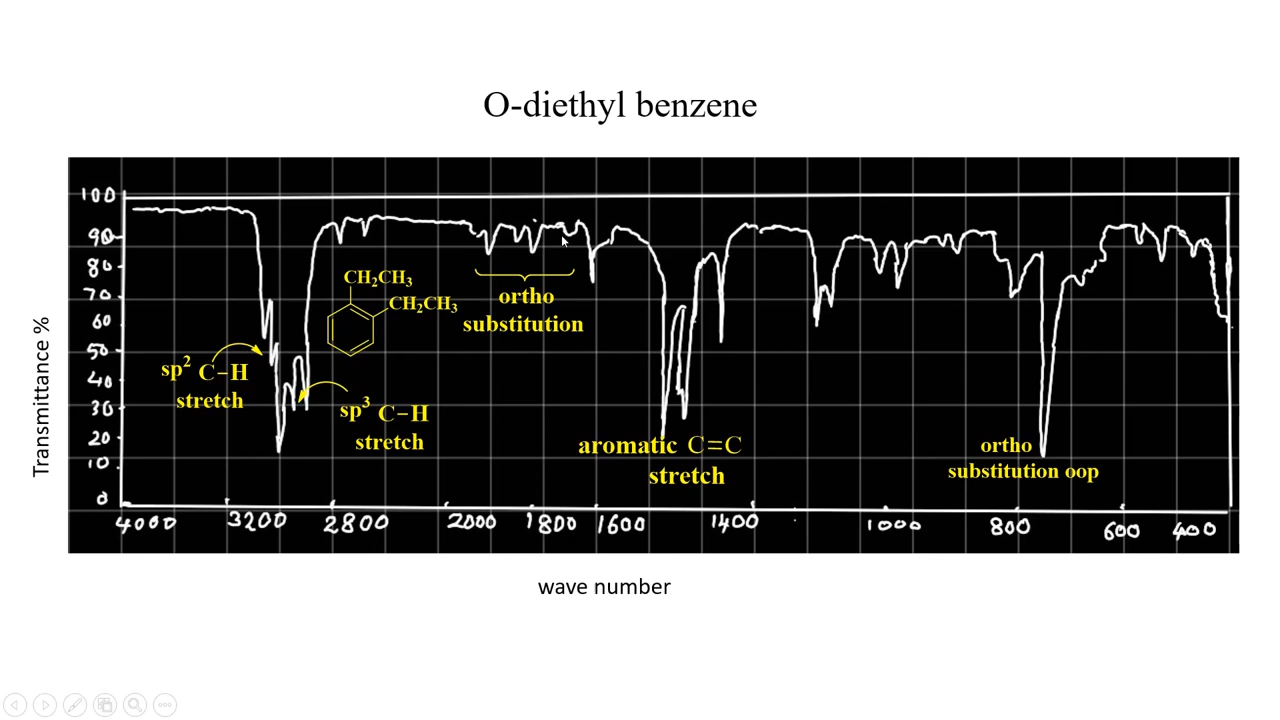 O-diethyl benzene
100
90
80
70
60
50
40
30
20
10
0
Transmittance %
CH2CH3
CH2CH3
ortho
substitution
sp2 C-H
stretch
sp3 C-H
stretch
aromatic C=C
stretch
ortho
substitution oop
4000 3200 2800 2000 1800 1600 1400 1000 800 600 400
wave number